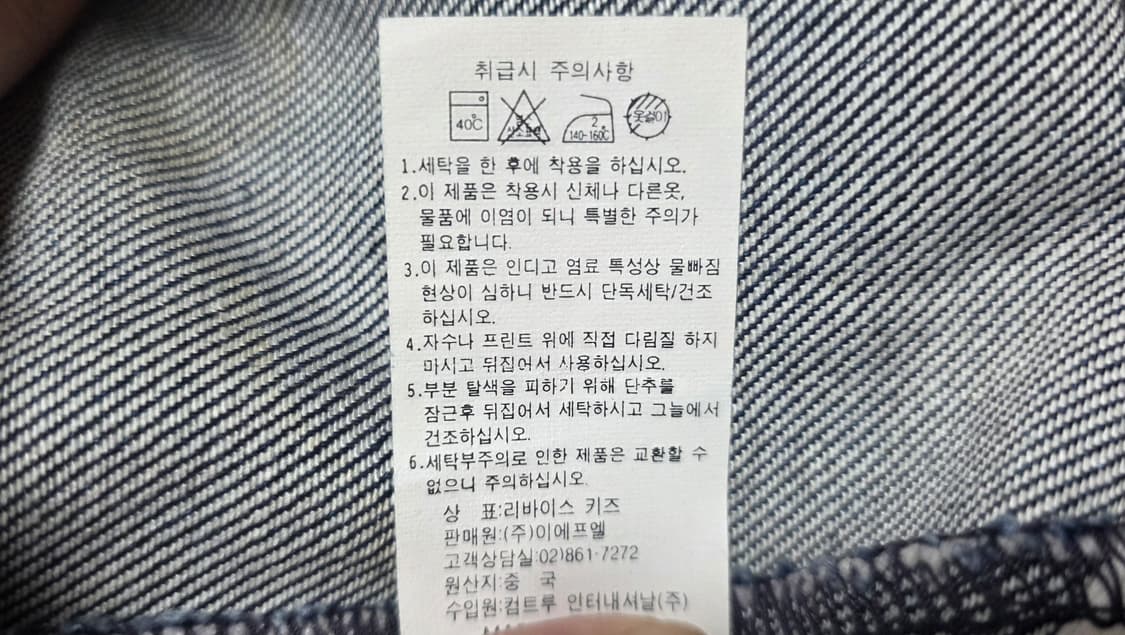 취급시 주의사항
40℃ 2 140~160℃ 옷걸이
1.세탁을 한 후에 착용을 하십시오.
2.이 제품은 착용시 신체나 다른옷,
물품에 이염이 되니 특별한 주의가
필요합니다.
3.이 제품은 인디고 염료 특성상 물빠짐
현상이 심하니 반드시 단독세탁/건조
하십시오.
4.자수나 프린트 위에 직접 다림질 하지
마시고 뒤집어서 사용하십시오.
5.부분 탈색을 피하기 위해 단추를
잠근후 뒤집어서 세탁하시고 그늘에서
건조하십시오.
6.세탁부주의로 인한 제품은 교환할 수
없으니 주의하십시오.
상 표:리바이스 키즈
판매원:(주)이에프엘
고객상담실:02)861-7272
원산지:중 국
수입원:컴트루 인터내셔날(주)